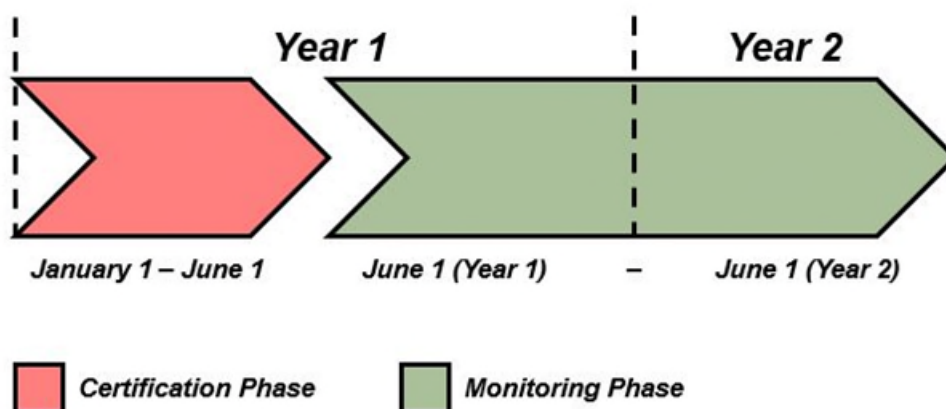 Year 1 Year 2
January 1 – June 1 June 1 (Year 1) – June 1 (Year 2)
Certification Phase Monitoring Phase